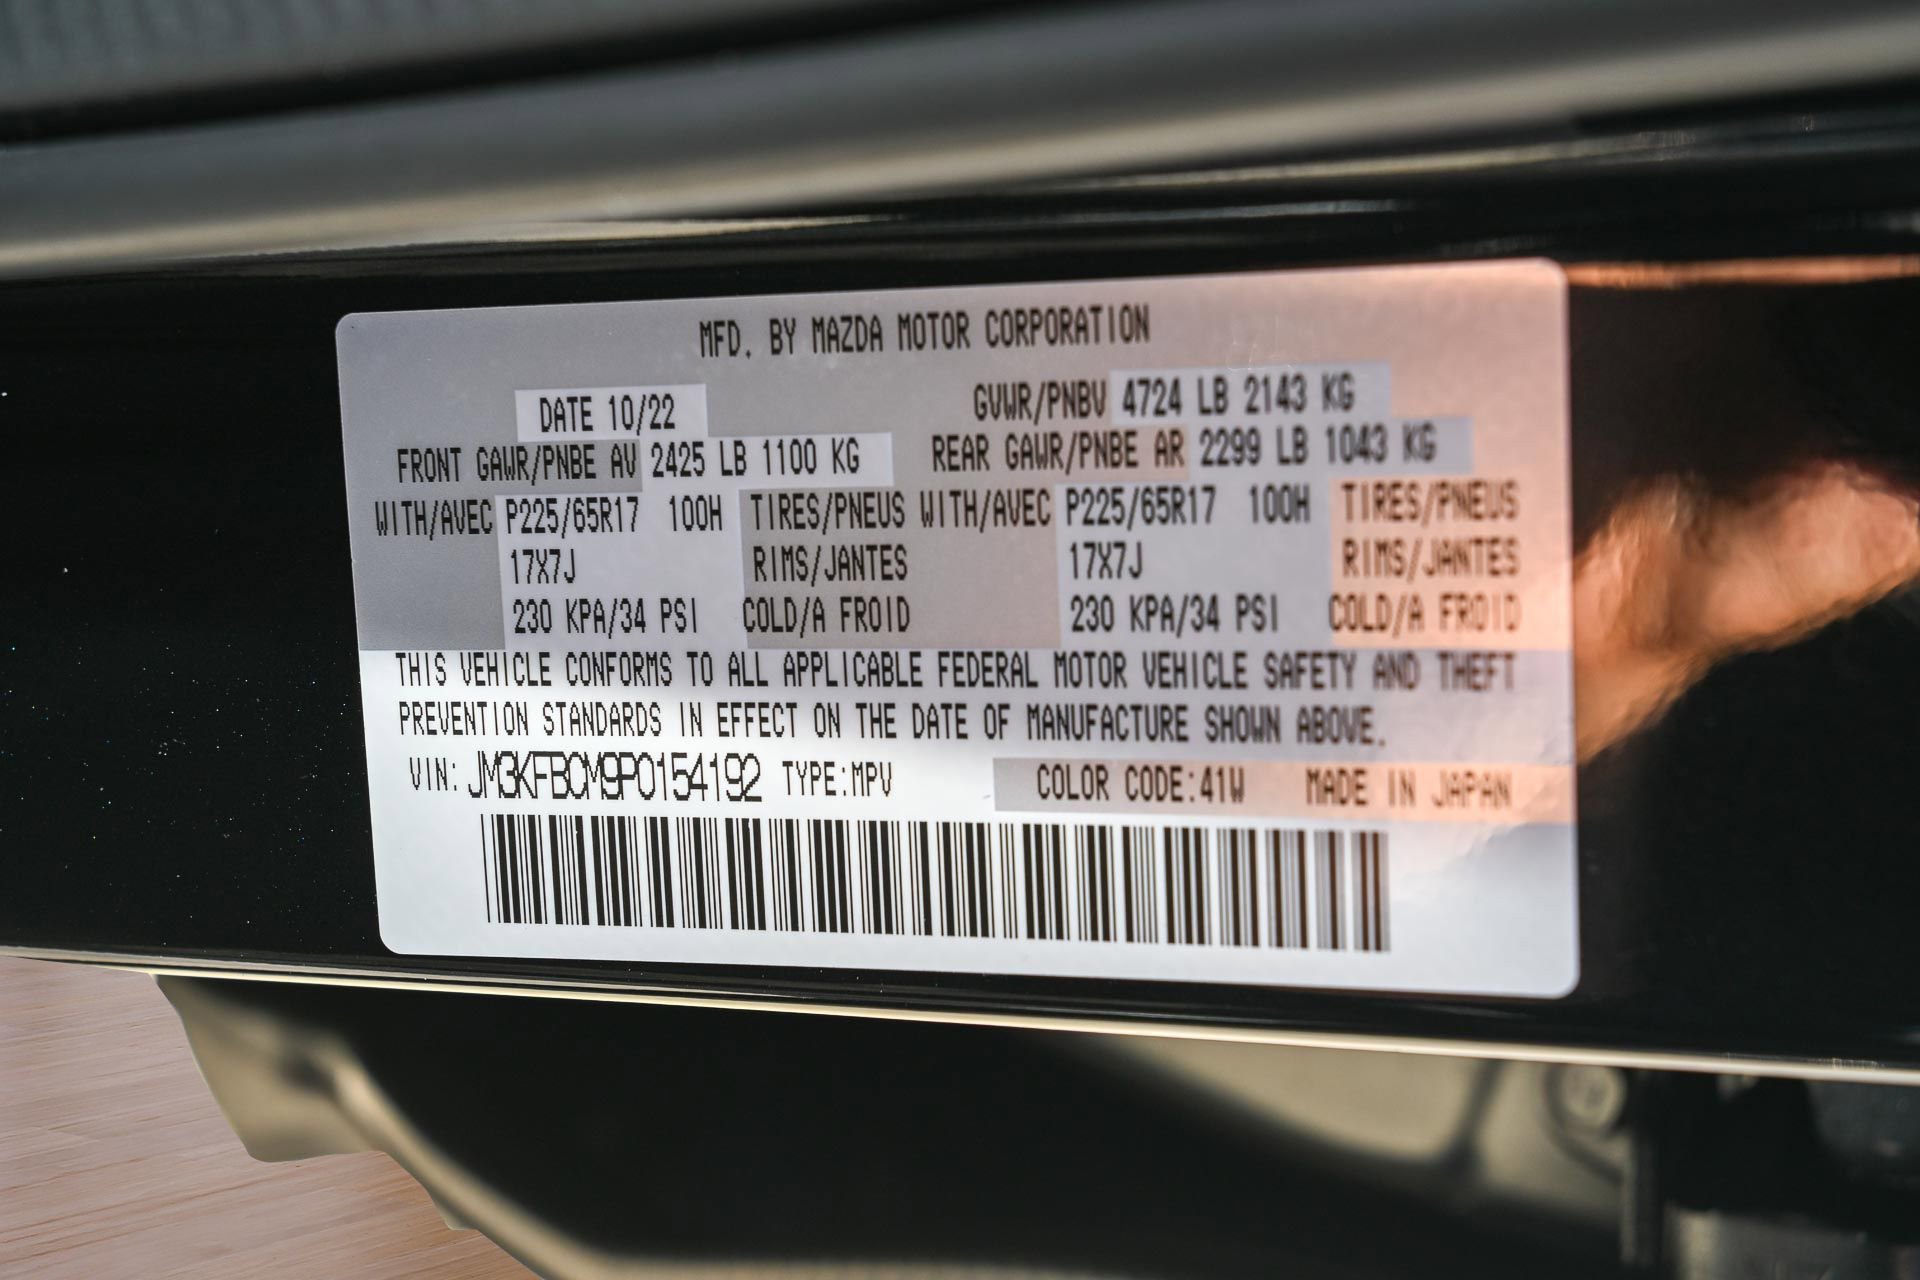 MFD. BY MAZDA MOTOR CORPORATION
DATE 10/22 GVWR/PNBV 4724 LB 2143 KG
FRONT GAWR/PNBE AV 2425 LB 1100 KG REAR GAWR/PNBE AR 2299 LB 1043 KG
WITH/AVEC P225/65R17 100H TIRES/PNEUS WITH/AVEC P225/65R17 100H TIRES/PNEUS
17X7J RIMS/JANTES 17X7J RIMS/JANTES
230 KPA/34 PSI COLD/A FROID 230 KPA/34 PSI COLD/A FROID
THIS VEHICLE CONFORMS TO ALL APPLICABLE FEDERAL MOTOR VEHICLE SAFETY AND THEFT
PREVENTION STANDARDS IN EFFECT ON THE DATE OF MANUFACTURE SHOWN ABOVE.
VIN: JM3KFBCM9P0154192 TYPE:MPV COLOR CODE:41W MADE IN JAPAN